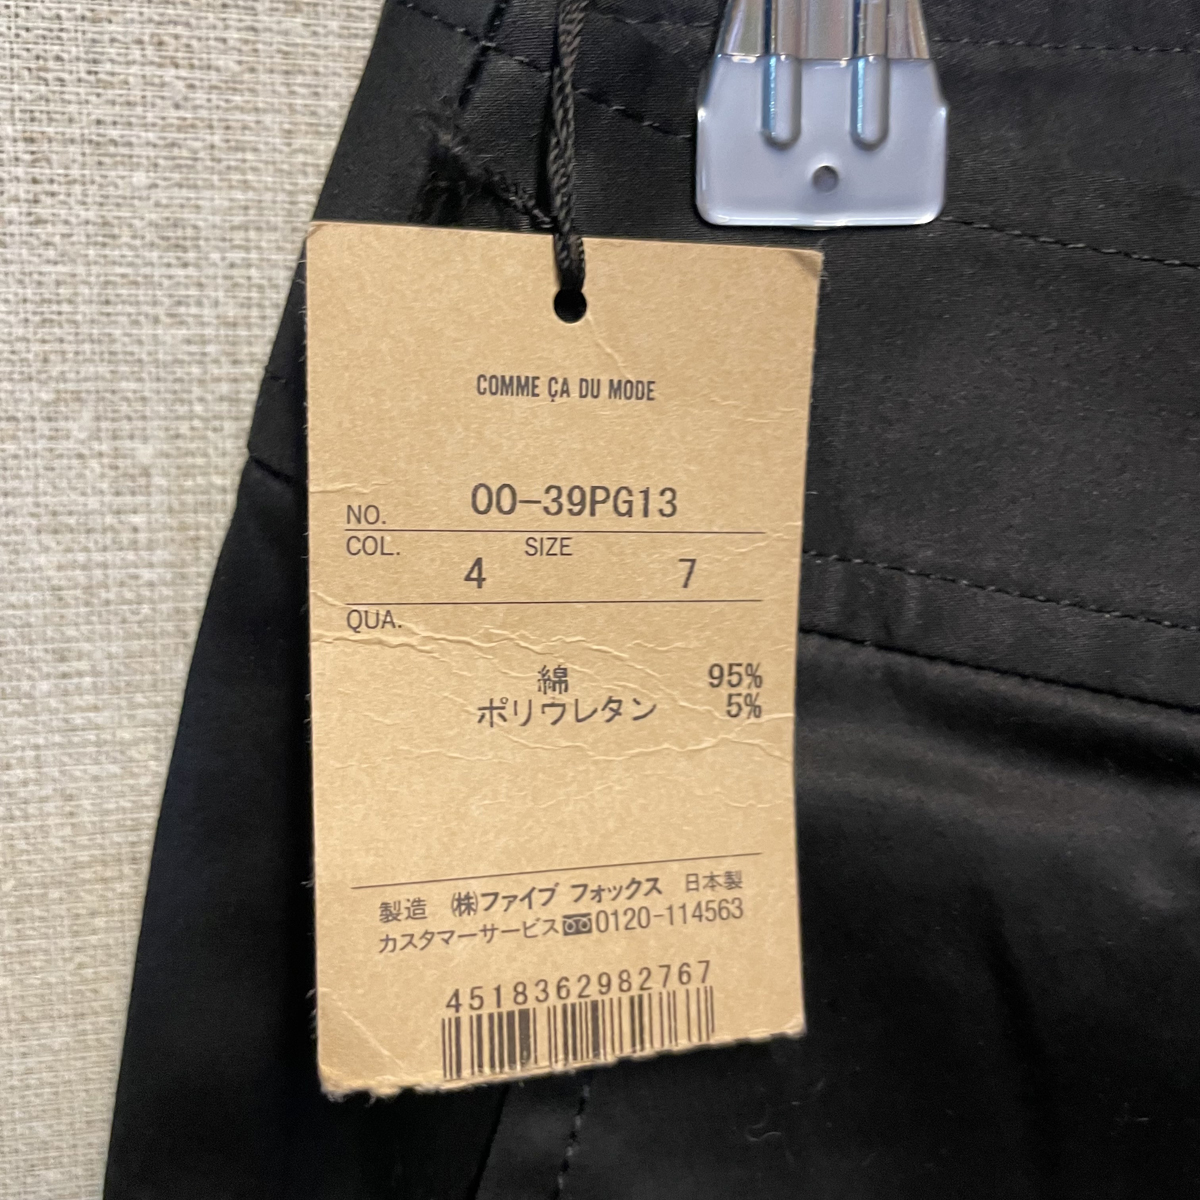 COMME ÇA DU MODE
NO. 00-39PG13
COL. 4 SIZE 7
QUA.
綿 95%
ポリウレタン 5%
製造 ㈱ファイブ フォックス 日本製
カスタマーサービス 0120-114563
4518362982767